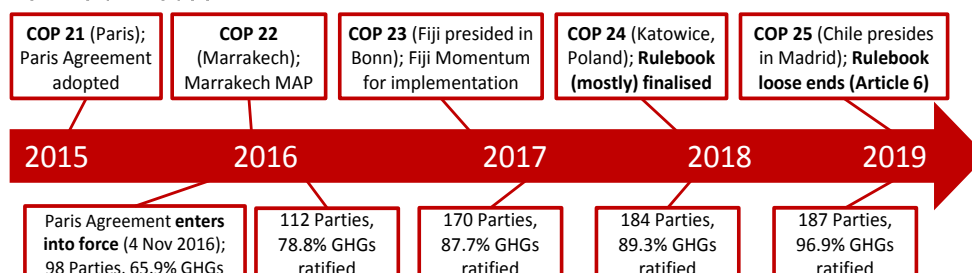 COP 21 (Paris);
Paris Agreement
adopted
COP 22
(Marrakech);
Marrakech MAP
COP 23 (Fiji presided in
Bonn); Fiji Momentum
for implementation
COP 24 (Katowice,
Poland); Rulebook
(mostly) finalised
COP 25 (Chile presides
in Madrid); Rulebook
loose ends (Article 6)
2015
2016
2017
2018
2019
Paris Agreement enters
into force (4 Nov 2016);
98 Parties, 65.9% GHGs
112 Parties,
78.8% GHGs
ratified
170 Parties,
87.7% GHGs
ratified
184 Parties,
89.3% GHGs
ratified
187 Parties,
96.9% GHGs
ratified